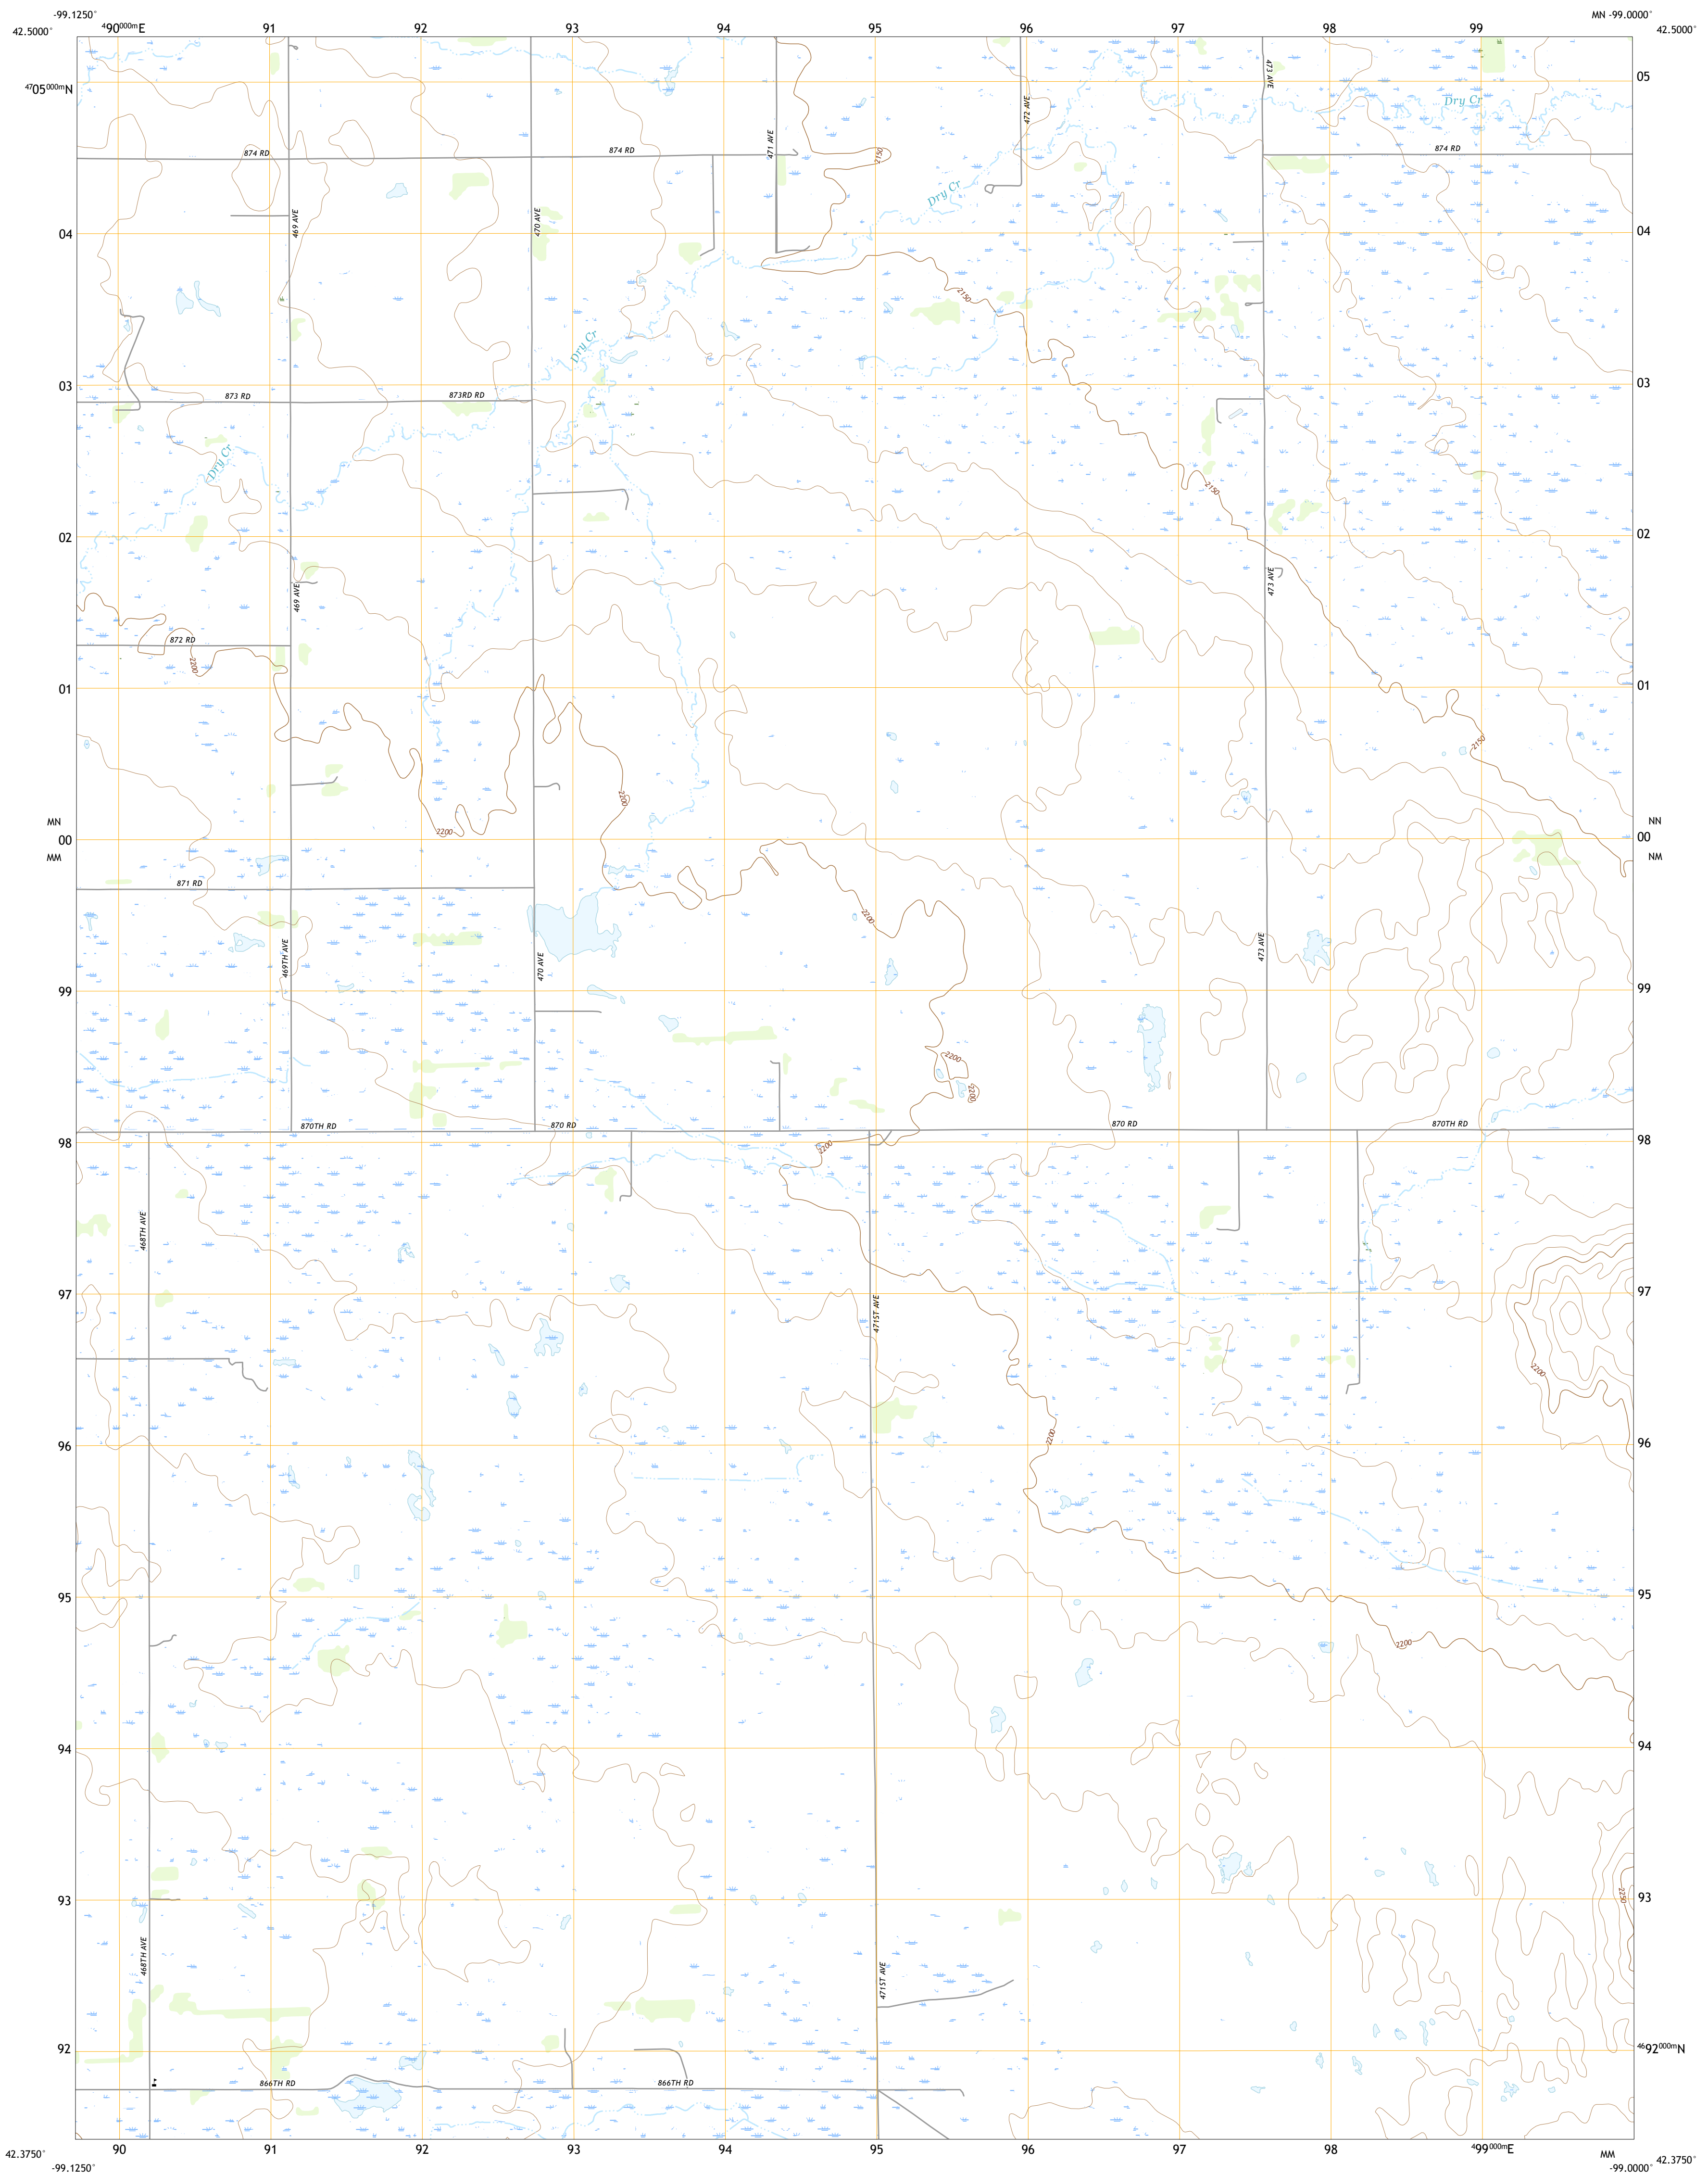 -99.1250°
⁴90⁰⁰⁰ᵐE 91 92 93 94 95 96 97 98 99
MN -99.0000°
42.5000°
42.5000°
⁴⁷05⁰⁰⁰ᵐN
05
473 AVE
472 AVE
Dry Cr
471 AVE
874 RD
874 RD
2150
874 RD
Dry Cr
469 AVE
470 AVE
04
04
2150
Dry Cr
03
03
873 RD
873RD RD
Dry Cr
2150
02
02
469 AVE
473 AVE
872 RD
2200
01
01
2150
2200
MN
NN
2200
00
00
MM
NM
871 RD
2200
469TH AVE
470 AVE
473 AVE
99
99
2200
2200
870TH RD
870 RD
870 RD
870TH RD
98
98
2200
468TH AVE
97
97
471ST AVE
2200
2200
96
96
95
95
2200
94
94
93
93
2250
468TH AVE
471ST AVE
92
⁴⁶92⁰⁰⁰ᵐN
866TH RD
866TH RD
90 91 92 93 94 95 96 97 98 ⁴99⁰⁰⁰ᵐE
MM
42.3750°
42.3750°
-99.1250°
-99.0000°